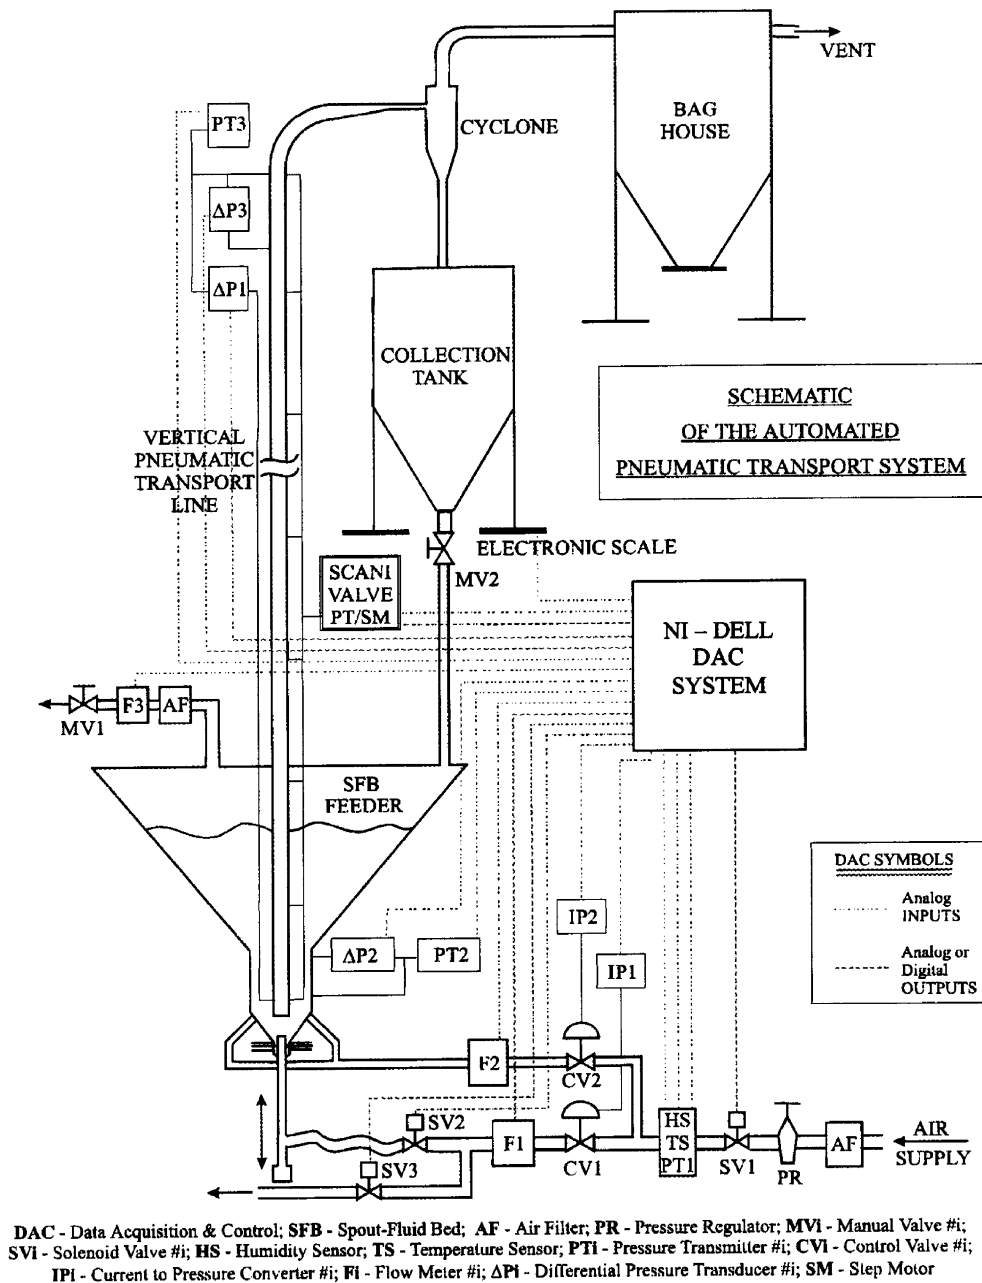 VENT
BAG
HOUSE
PT3
CYCLONE
ΔP3
ΔP1
COLLECTION
TANK
SCHEMATIC
OF THE AUTOMATED
PNEUMATIC TRANSPORT SYSTEM
VERTICAL
PNEUMATIC
TRANSPORT
LINE
ELECTRONIC SCALE
MV2
SCANI
VALVE
PT/SM
NI – DELL
DAC
SYSTEM
MV1
F3
AF
SFB
FEEDER
DAC SYMBOLS
Analog
INPUTS
Analog or
Digital
OUTPUTS
IP2
IP1
ΔP2
PT2
F2
CV2
SV2
F1
CV1
HS
TS
PT1
SV1
PR
AF
AIR
SUPPLY
SV3
DAC - Data Acquisition & Control; SFB - Spout-Fluid Bed; AF - Air Filter; PR - Pressure Regulator; MVi - Manual Valve #i;
SVi - Solenoid Valve #i; HS - Humidity Sensor; TS - Temperature Sensor; PTi - Pressure Transmitter #i; CVi - Control Valve #i;
IPi - Current to Pressure Converter #i; Fi - Flow Meter #i; ΔPi - Differential Pressure Transducer #i; SM - Step Motor